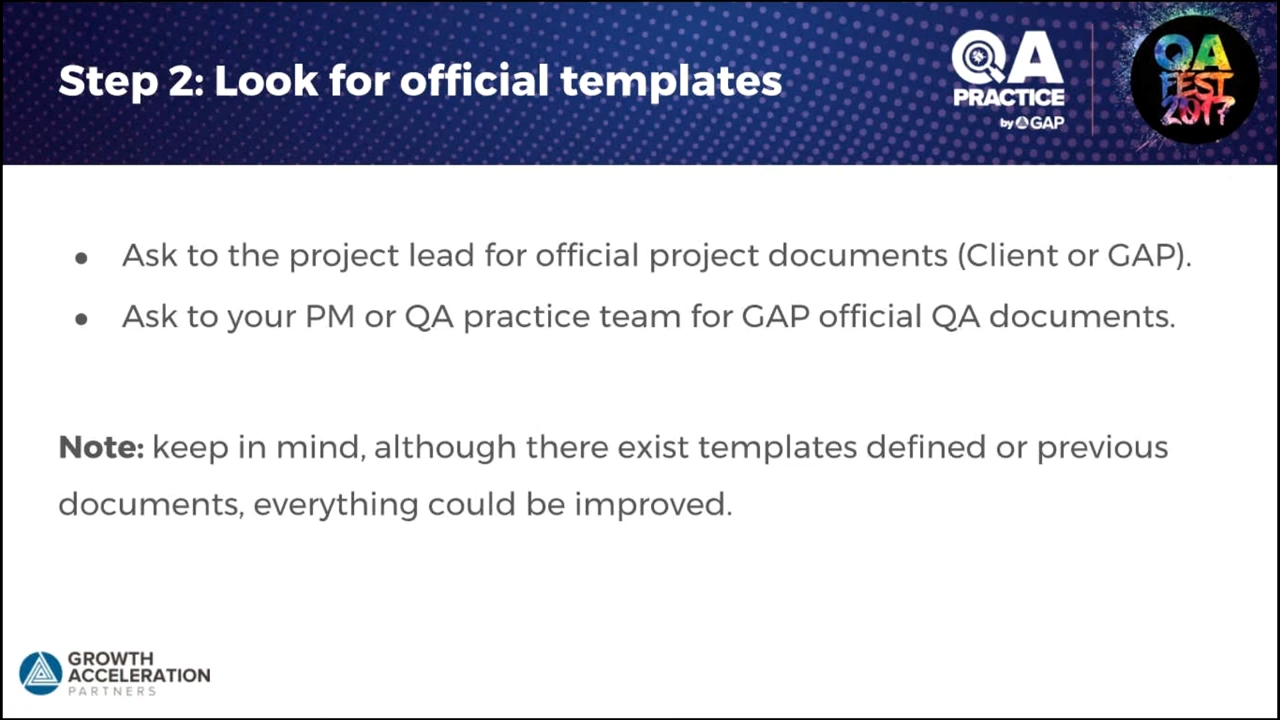 Step 2: Look for official templates
QA
PRACTICE
by GAP
QA
FEST
2017
● Ask to the project lead for official project documents (Client or GAP).
● Ask to your PM or QA practice team for GAP official QA documents.
Note: keep in mind, although there exist templates defined or previous
documents, everything could be improved.
GROWTH
ACCELERATION
PARTNERS